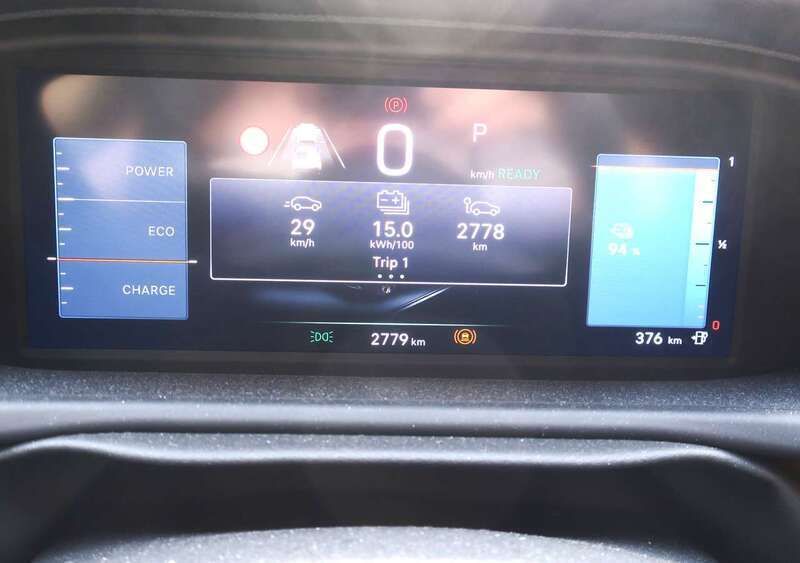 POWER
ECO
CHARGE
P
0
P
km/h READY
29
km/h
15.0
kWh/100
2778
km
Trip 1
2779 km
94 %
1
½
0
376 km